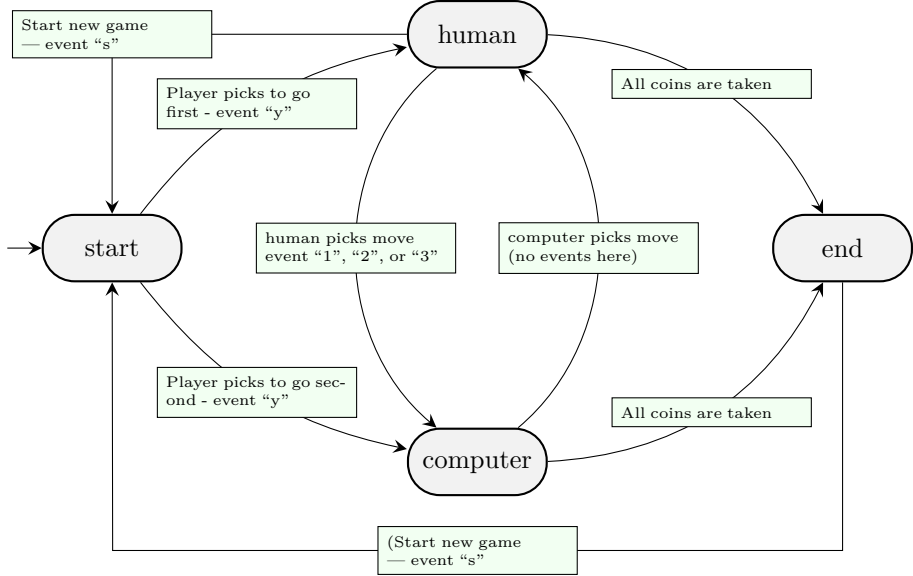 Start new game
— event “s”
human
All coins are taken
Player picks to go
first - event “y”
start
human picks move
event “1”, “2”, or “3”
computer picks move
(no events here)
end
Player picks to go sec-
ond - event “y”
All coins are taken
computer
(Start new game
— event “s”